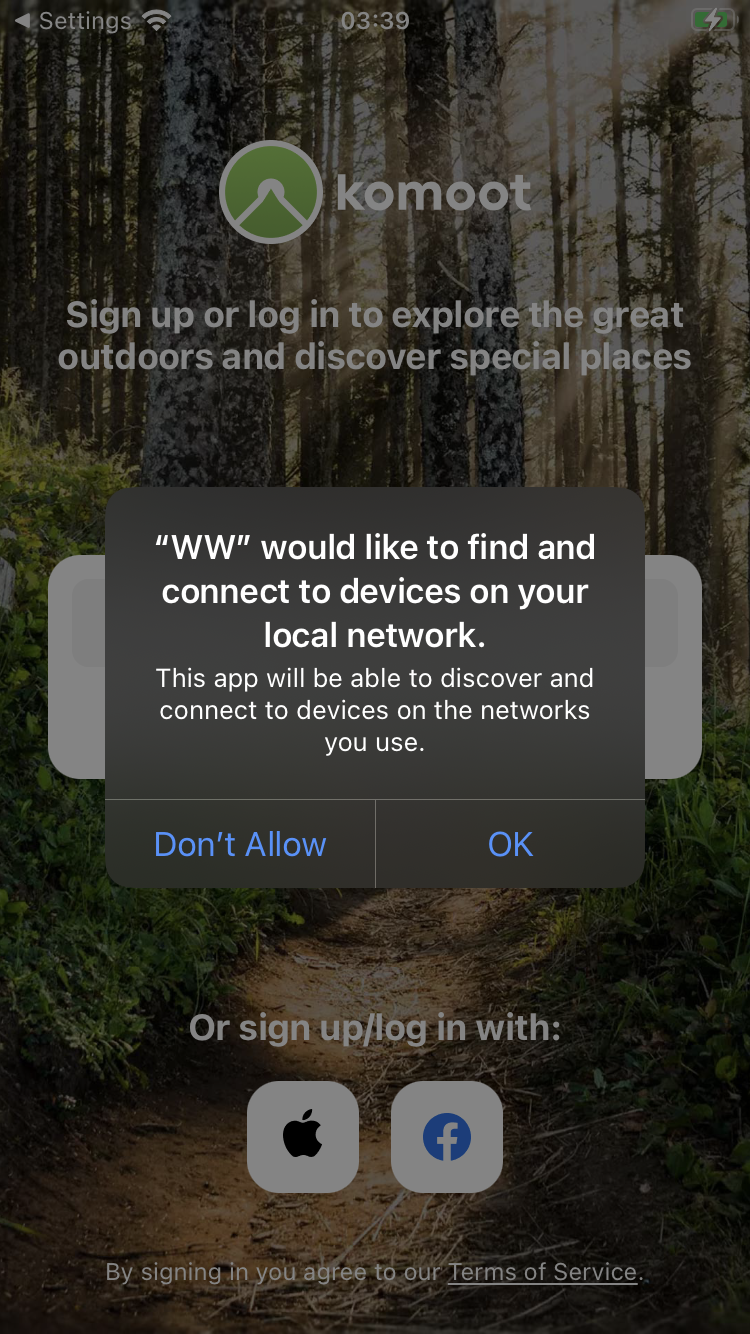 Settings
03:39
komoot
Sign up or log in to explore the great
outdoors and discover special places
“WW” would like to find and
connect to devices on your
local network.
This app will be able to discover and
connect to devices on the networks
you use.
Don’t Allow
OK
Or sign up/log in with:
By signing in you agree to our Terms of Service.